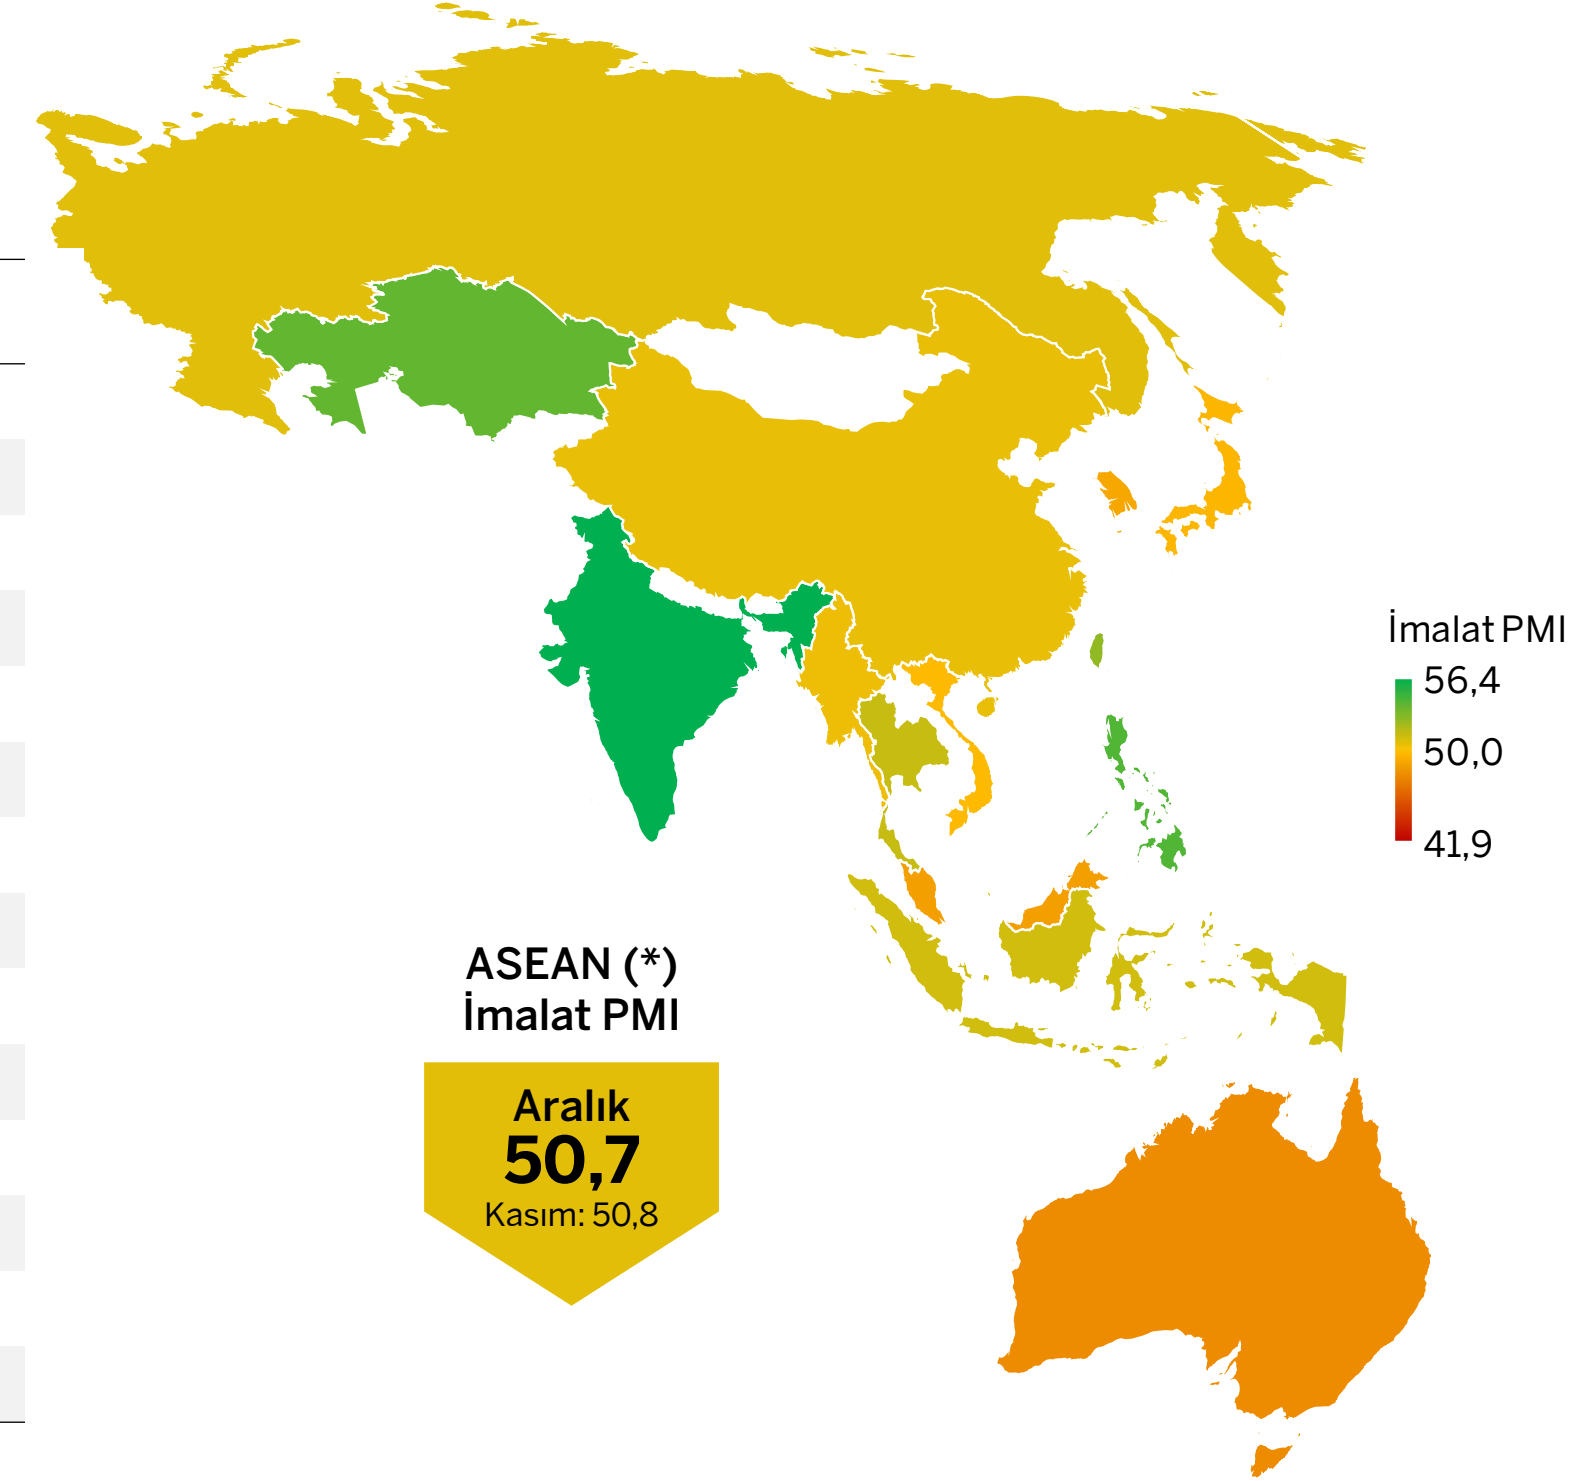 İmalat PMI
56,4
50,0
41,9
ASEAN (*)
İmalat PMI
Aralık
50,7
Kasım: 50,8